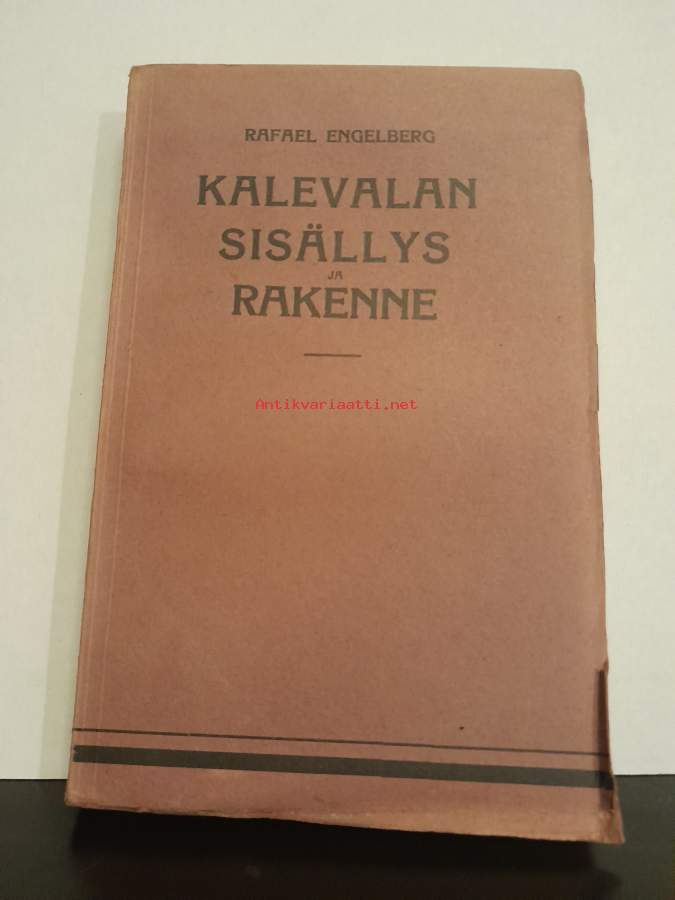 RAFAEL ENGELBERG
KALEVALAN
SISÄLLYS
JA
RAKENNE
Antikvariaatti.net